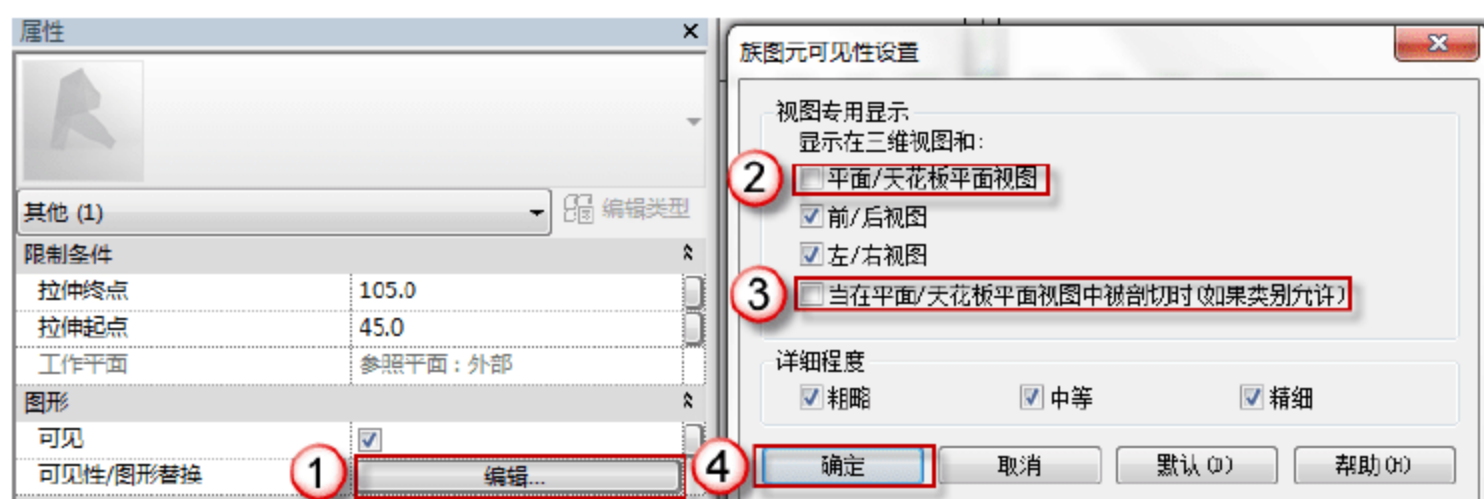 属性
其他 (1)
编辑类型
限制条件
拉伸终点 105.0
拉伸起点 45.0
工作平面 参照平面 : 外部
图形
可见
可见性/图形替换 ① 编辑...
族图元可见性设置
视图专用显示
显示在三维视图和:
② 平面/天花板平面视图
前/后视图
左/右视图
③ 当在平面/天花板平面视图中被剖切时(如果类别允许)
详细程度
粗略 中等 精细
④ 确定 取消 默认(D) 帮助(H)